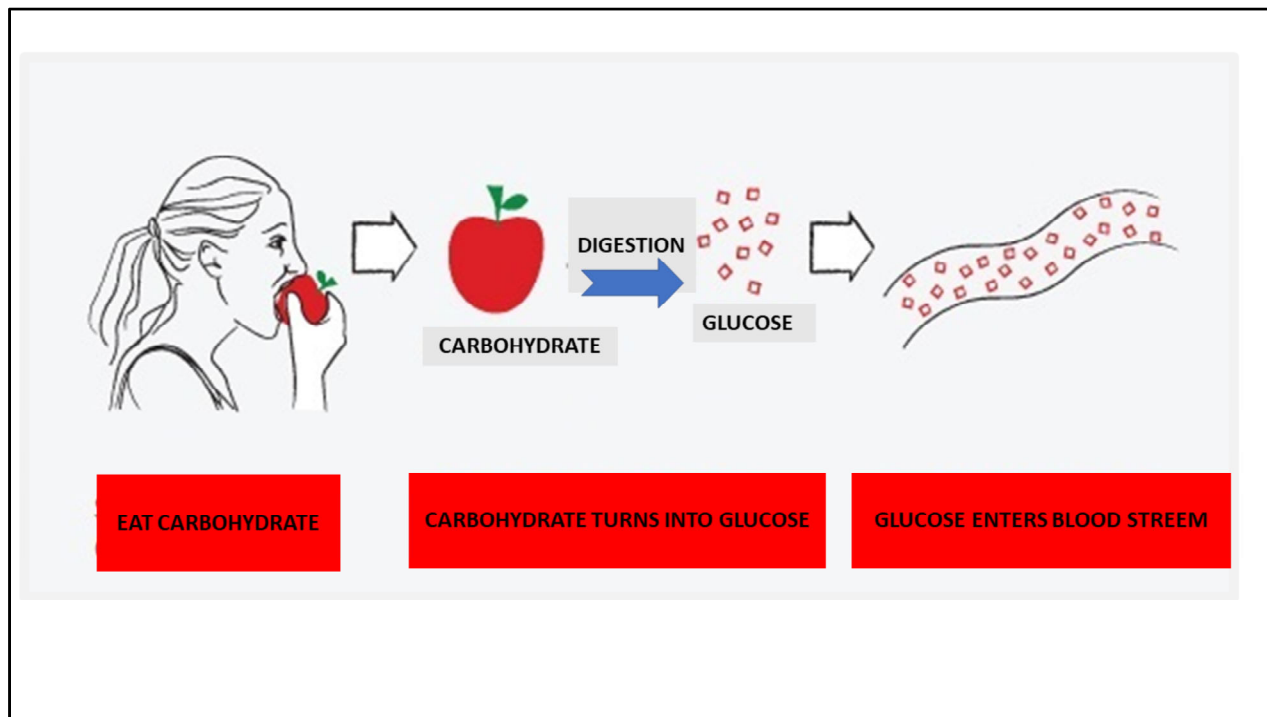 DIGESTION
GLUCOSE
CARBOHYDRATE
EAT CARBOHYDRATE
CARBOHYDRATE TURNS INTO GLUCOSE
GLUCOSE ENTERS BLOOD STREEM